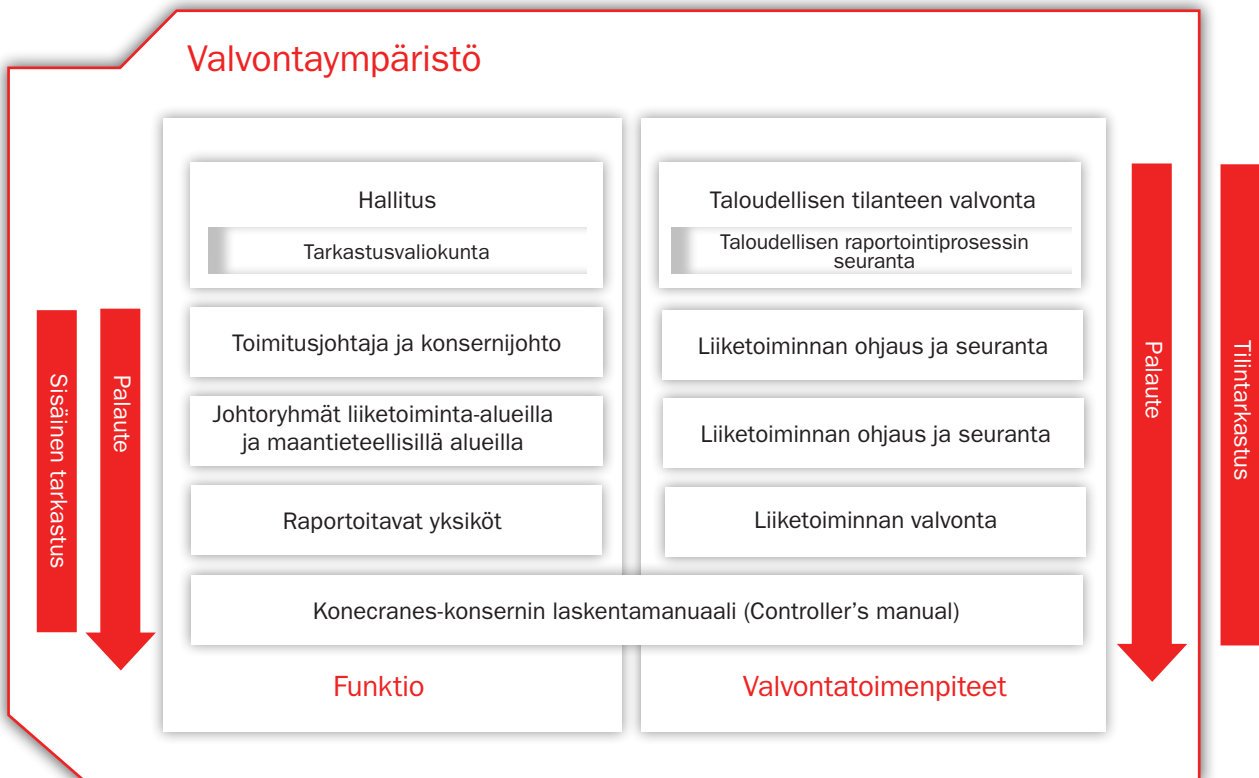 Valvontaympäristö
Hallitus
Tarkastusvaliokunta
Toimitusjohtaja ja konsernijohto
Johtoryhmät liiketoiminta-alueilla
ja maantieteellisillä alueilla
Raportoitavat yksiköt
Taloudellisen tilanteen valvonta
Taloudellisen raportointiprosessin
seuranta
Liiketoiminnan ohjaus ja seuranta
Liiketoiminnan ohjaus ja seuranta
Liiketoiminnan valvonta
Konecranes-konsernin laskentamanuaali (Controller's manual)
Funktio
Valvontatoimenpiteet
Sisäinen tarkastus
Palaute
Palaute
Tilintarkastus